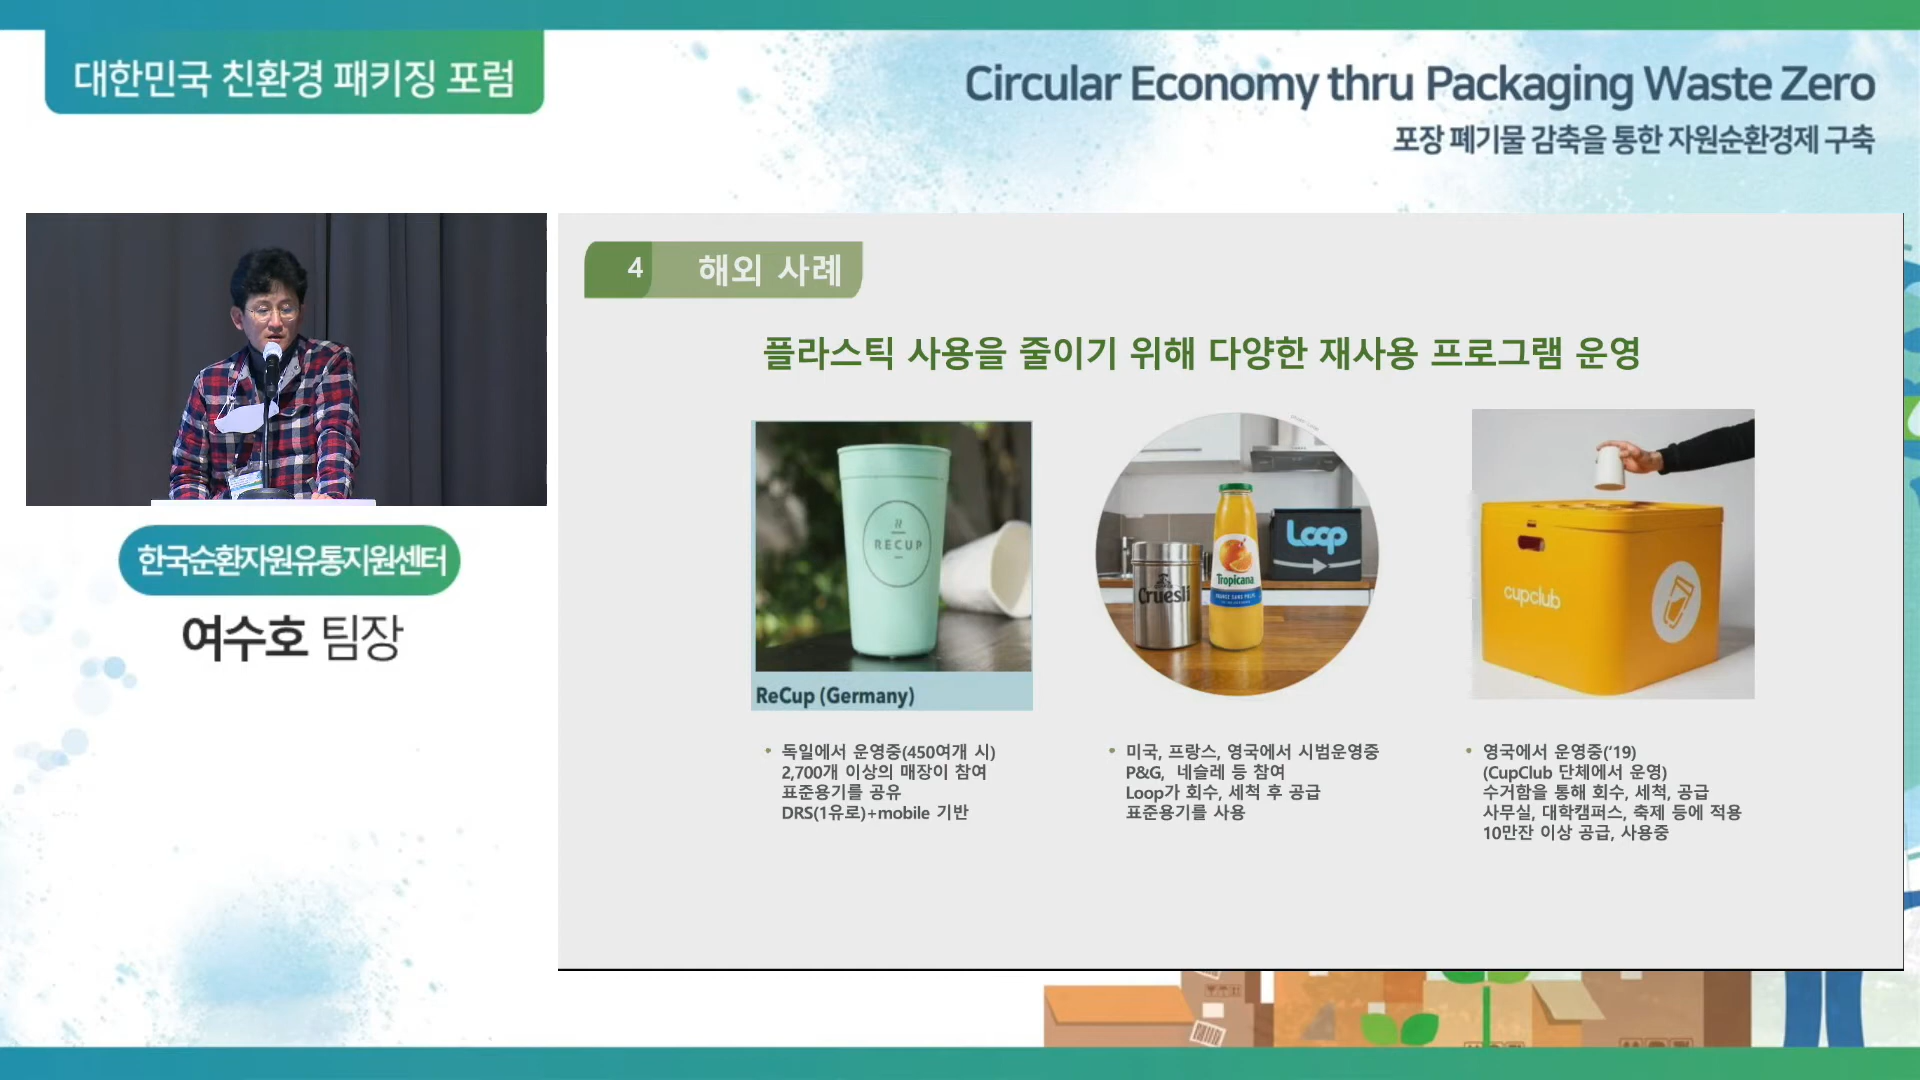 대한민국 친환경 패키징 포럼
Circular Economy thru Packaging Waste Zero
포장 폐기물 감축을 통한 자원순환경제 구축
한국순환자원유통지원센터
여수호 팀장
4 해외 사례
플라스틱 사용을 줄이기 위해 다양한 재사용 프로그램 운영
RECUP
ReCup (Germany)
Loop
Tropicana
Cruesli
cupclub
• 독일에서 운영중(450여개 시)
2,700개 이상의 매장이 참여
표준용기를 공유
DRS(1유로)+mobile 기반
• 미국, 프랑스, 영국에서 시범운영중
P&G, 네슬레 등 참여
Loop가 회수, 세척 후 공급
표준용기를 사용
• 영국에서 운영중('19)
(CupClub 단체에서 운영)
수거함을 통해 회수, 세척, 공급
사무실, 대학캠퍼스, 축제 등에 적용
10만잔 이상 공급, 사용중